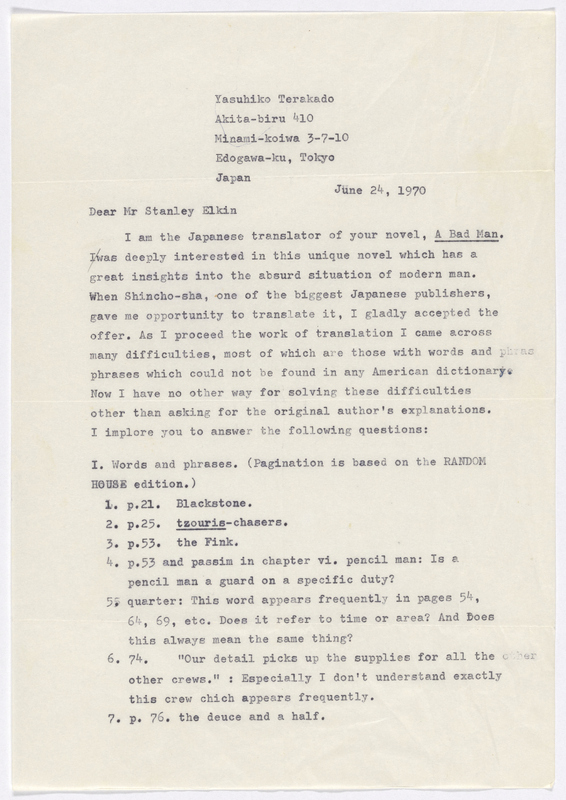 Yasuhiko Terakado
Akita-biru 410
Minami-koiwa 3-7-10
Edogawa-ku, Tokyo
Japan
June 24, 1970
Dear Mr Stanley Elkin
I am the Japanese translator of your novel, A Bad Man.
I was deeply interested in this unique novel which has a
great insights into the absurd situation of modern man.
When Shincho-sha, one of the biggest Japanese publishers,
gave me opportunity to translate it, I gladly accepted the
offer. As I proceed the work of translation I came across
many difficulties, most of which are those with words and phras
phrases which could not be found in any American dictionary.
Now I have no other way for solving these difficulties
other than asking for the original author's explanations.
I implore you to answer the following questions:
I. Words and phrases. (Pagination is based on the RANDOM
HOUSE edition.)
1. p.21. Blackstone.
2. p.25. tzouris-chasers.
3. p.53. the Fink.
4. p.53 and passim in chapter vi. pencil man: Is a
pencil man a guard on a specific duty?
5. quarter: This word appears frequently in pages 54,
64, 69, etc. Does it refer to time or area? And Does
this always mean the same thing?
6. 74. "Our detail picks up the supplies for all the other
other crews." : Especially I don't understand exactly
this crew chich appears frequently.
7. p. 76. the deuce and a half.